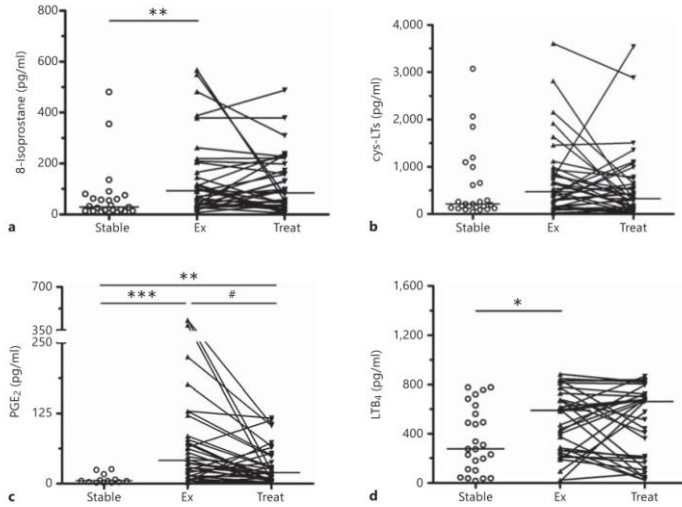 800
600
400
200
0
8-Isoprostane (pg/ml)
**
Stable Ex Treat
a
4,000
3,000
2,000
1,000
0
cys-LTs (pg/ml)
Stable Ex Treat
b
700
350
250
125
0
PGE₂ (pg/ml)
**
*** #
Stable Ex Treat
c
1,600
1,200
800
400
0
LTB₄ (pg/ml)
*
Stable Ex Treat
d